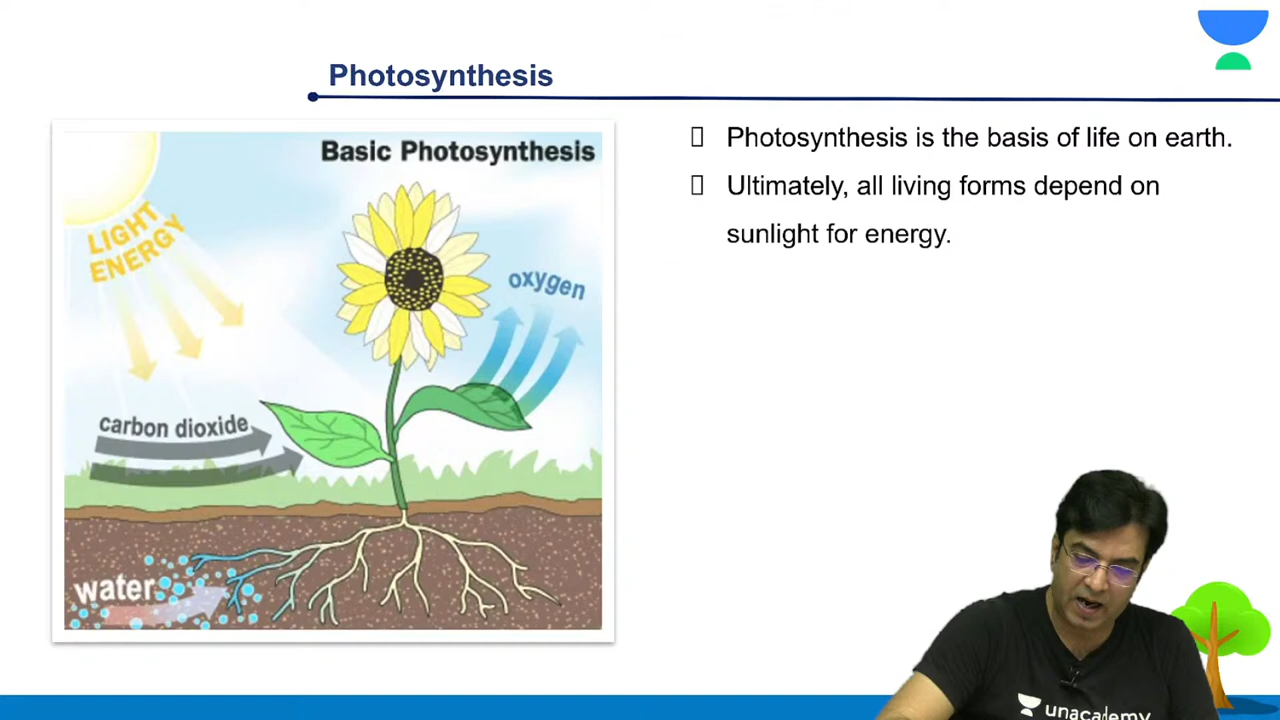 Photosynthesis
Basic Photosynthesis
LIGHT
ENERGY
oxygen
carbon dioxide
water
Photosynthesis is the basis of life on earth.
Ultimately, all living forms depend on
sunlight for energy.
unacademy